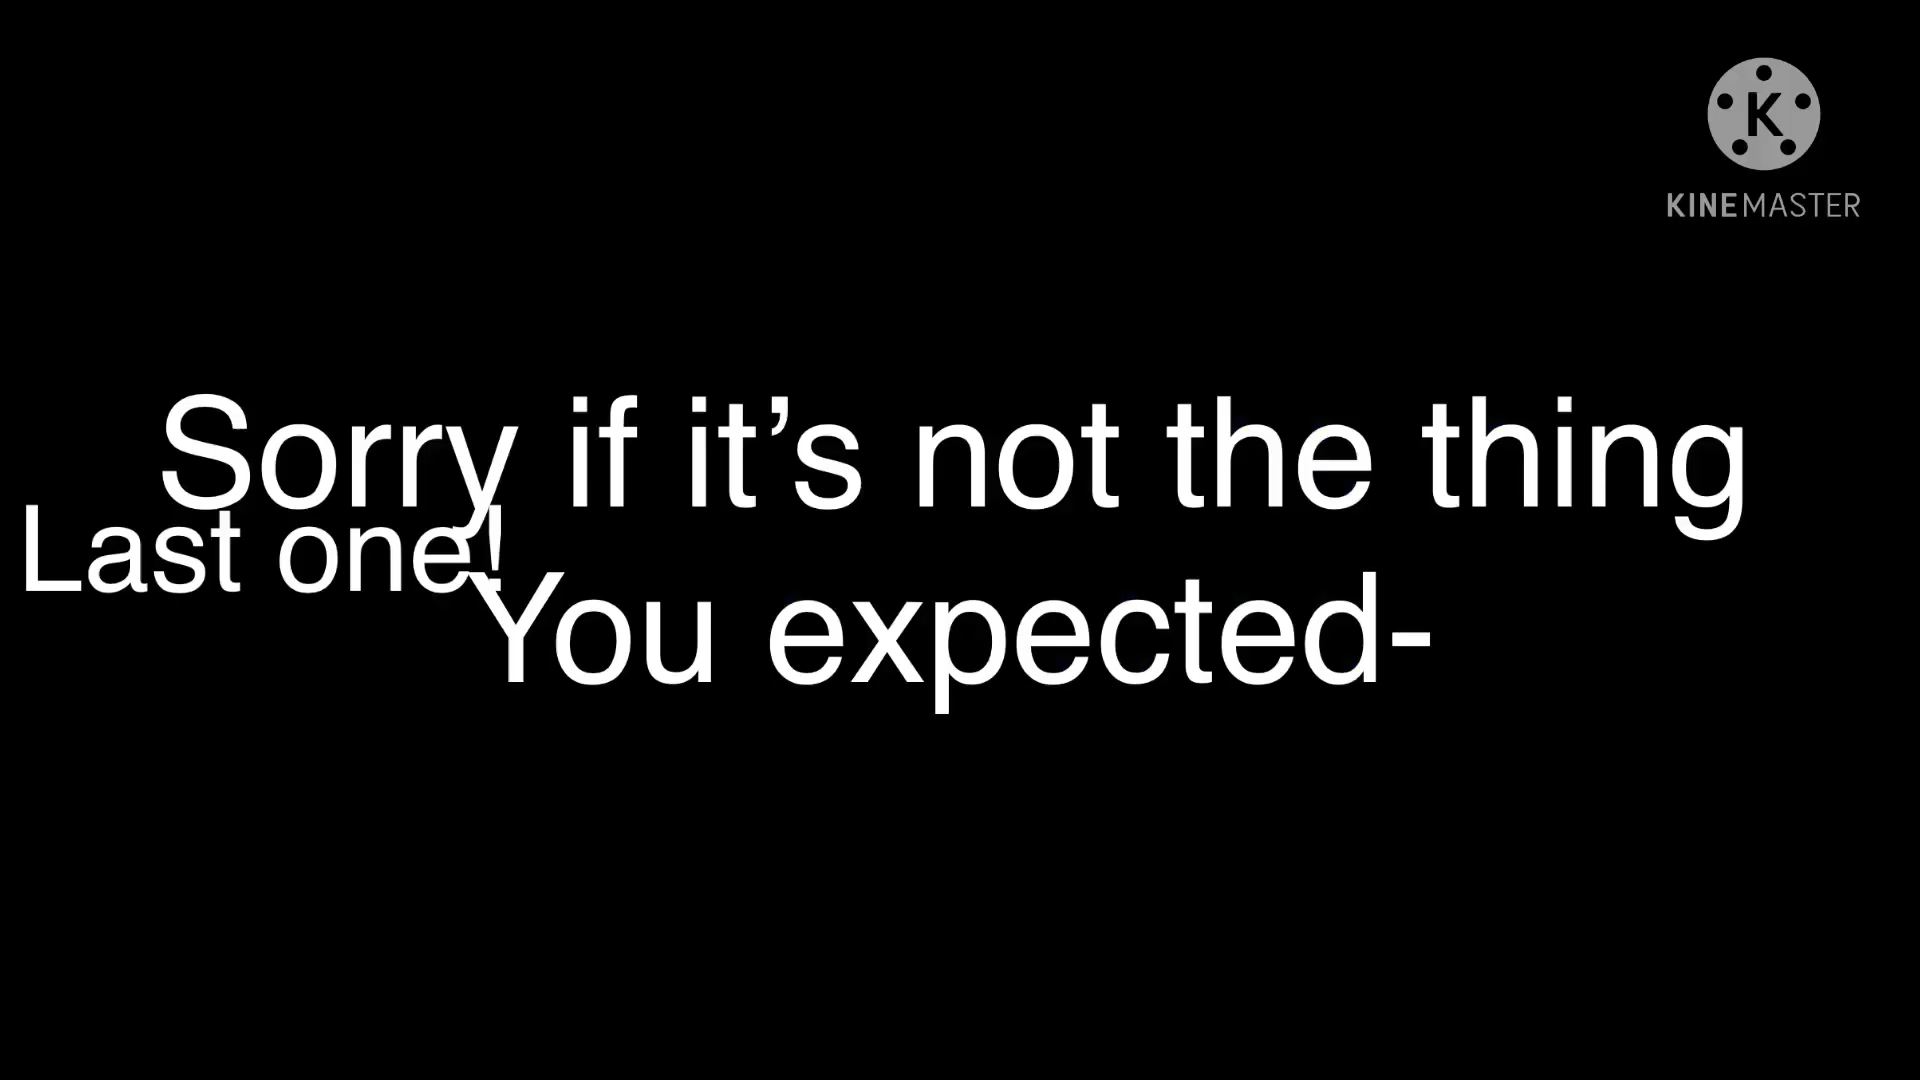 KINEMASTER
Sorry if it’s not the thing
Last one!
You expected-